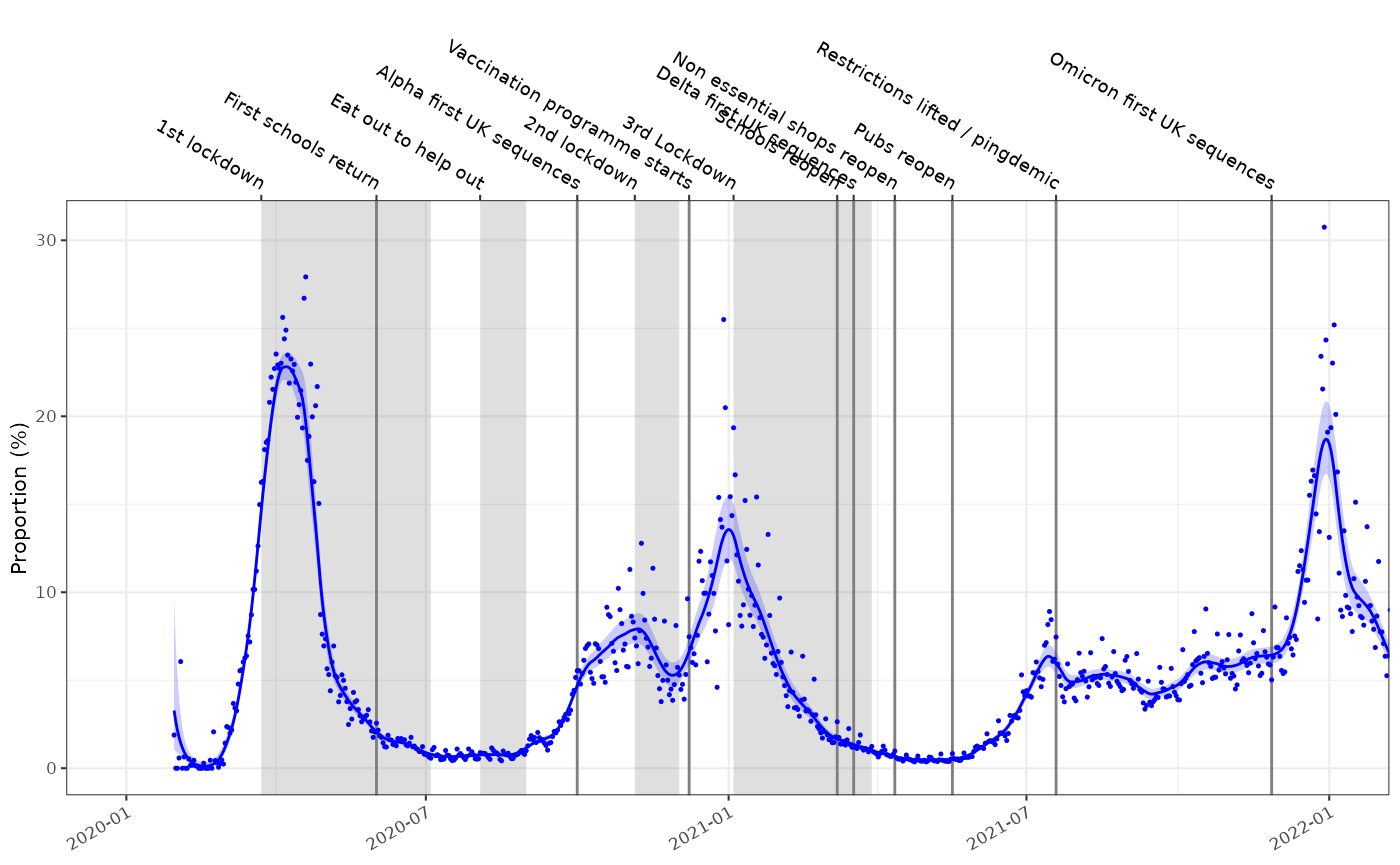 1st lockdown
First schools return
Eat out to help out
Alpha first UK sequences
2nd lockdown
Vaccination programme starts
3rd Lockdown
Schools reopen
Delta first UK sequences
Non essential shops reopen
Pubs reopen
Restrictions lifted / pingdemic
Omicron first UK sequences
Proportion (%)
30
20
10
0
2020-01
2020-07
2021-01
2021-07
2022-01